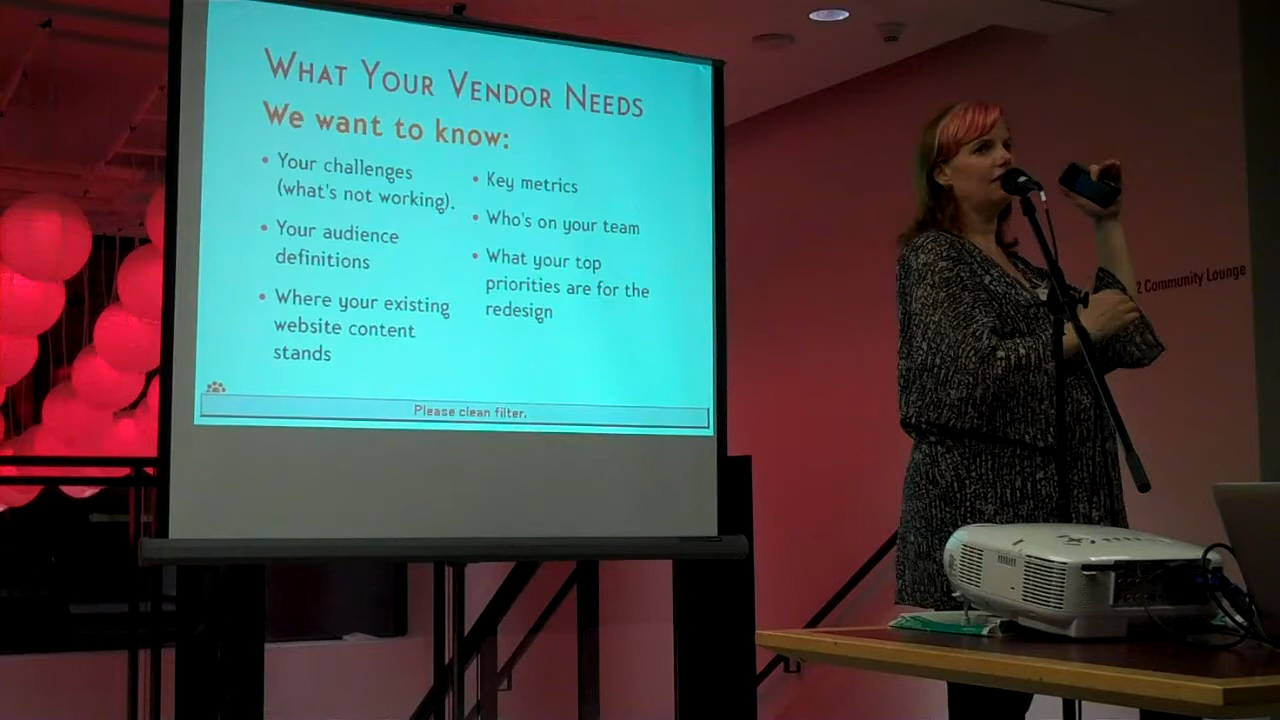 What Your Vendor Needs
We want to know:
• Your challenges
(what's not working).
• Your audience
definitions
• Where your existing
website content
stands
• Key metrics
• Who's on your team
• What your top
priorities are for the
redesign
Please clean filter.
2 Community Lounge